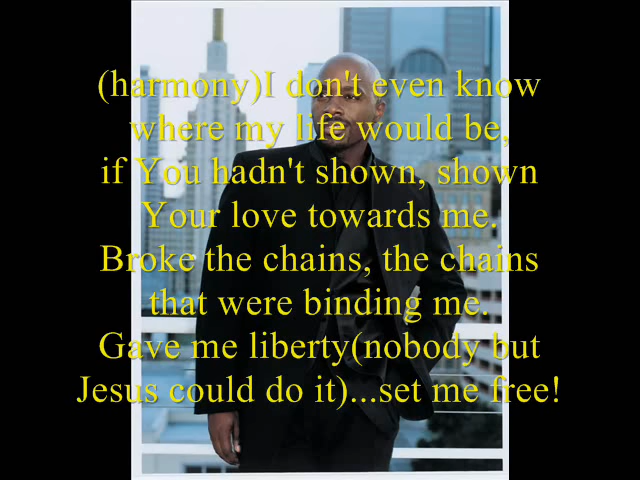 (harmony)I don't even know
where my life would be,
if You hadn't shown, shown
Your love towards me.
Broke the chains, the chains
that were binding me.
Gave me liberty(nobody but
Jesus could do it)...set me free!